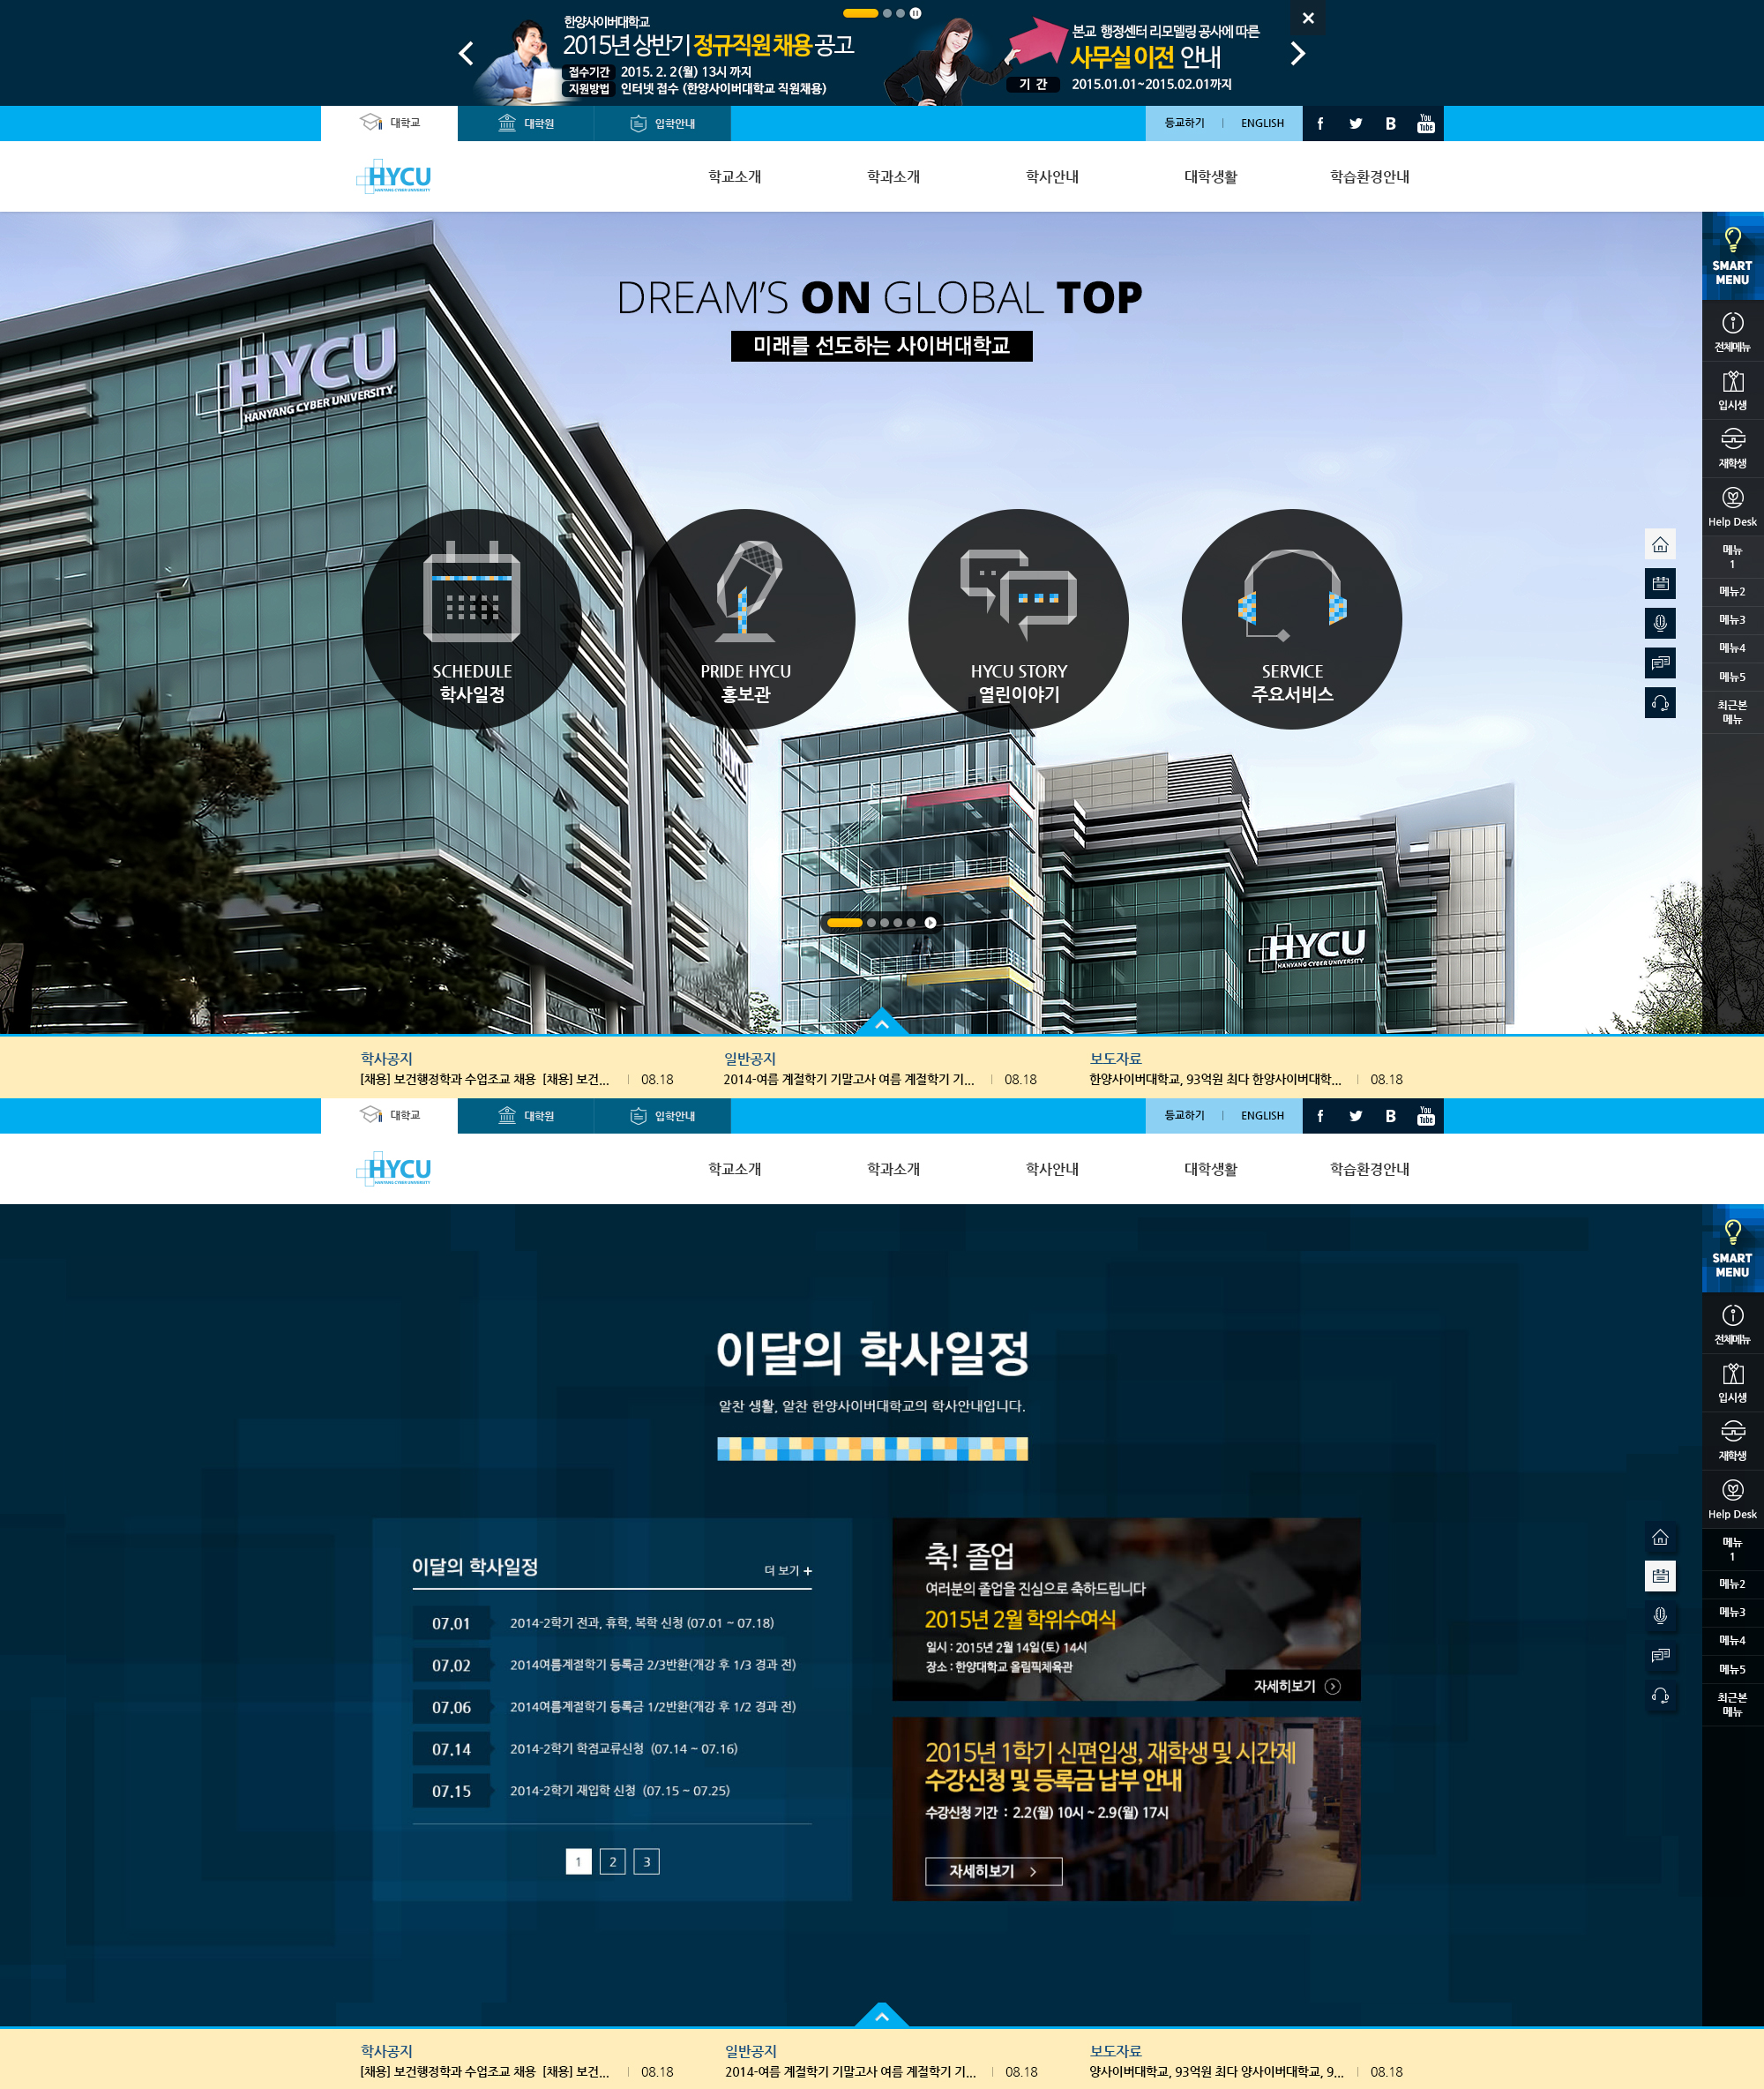 한양사이버대학교
2015년 상반기 정규직원 채용 공고
접수기간 2015. 2. 2(월) 13시 까지
지원방법 인터넷 접수 (한양사이버대학교 직원채용)
본교 행정센터 리모델링 공사에 따른
사무실 이전 안내
기 간 2015.01.01~2015.02.01까지
대학교 대학원 입학안내 등교하기 ENGLISH f B You Tube
HYCU 학교소개 학과소개 학사안내 대학생활 학습환경안내
HANYANG CYBER UNIVERSITY
DREAM'S ON GLOBAL TOP
미래를 선도하는 사이버대학교
HYCU
HANYANG CYBER UNIVERSITY
SMART
MENU
전체메뉴
입시생
재학생
Help Desk
메뉴
1
메뉴2
메뉴3
메뉴4
메뉴5
최근본
메뉴
SCHEDULE
학사일정
PRIDE HYCU
홍보관
HYCU STORY
열린이야기
SERVICE
주요서비스
HYCU
HYCU
HANYANG CYBER UNIVERSITY
학사공지
[채용] 보건행정학과 수업조교 채용 [채용] 보건... 08.18
일반공지
2014-여름 계절학기 기말고사 여름 계절학기 기... 08.18
보도자료
한양사이버대학교, 93억원 최다 한양사이버대학... 08.18
대학교 대학원 입학안내 등교하기 ENGLISH f B You Tube
HYCU 학교소개 학과소개 학사안내 대학생활 학습환경안내
HANYANG CYBER UNIVERSITY
SMART
MENU
전체메뉴
입시생
재학생
Help Desk
메뉴
1
메뉴2
메뉴3
메뉴4
메뉴5
최근본
메뉴
이달의 학사일정
알찬 생활, 알찬 한양사이버대학교의 학사안내입니다.
이달의 학사일정 더 보기 +
07.01 2014-2학기 전과, 휴학, 복학 신청 (07.01 ~ 07.18)
07.02 2014여름계절학기 등록금 2/3반환(개강 후 1/3 경과 전)
07.06 2014여름계절학기 등록금 1/2반환(개강 후 1/2 경과 전)
07.14 2014-2학기 학점교류신청 (07.14 ~ 07.16)
07.15 2014-2학기 재입학 신청 (07.15 ~ 07.25)
1 2 3
축! 졸업
여러분의 졸업을 진심으로 축하드립니다
2015년 2월 학위수여식
일시 : 2015년 2월 14일(토) 14시
장소 : 한양대학교 올림픽체육관
자세히보기
2015년 1학기 신편입생, 재학생 및 시간제
수강신청 및 등록금 납부 안내
수강신청 기간 : 2.2(월) 10시 ~ 2.9(월) 17시
자세히보기
학사공지
[채용] 보건행정학과 수업조교 채용 [채용] 보건... 08.18
일반공지
2014-여름 계절학기 기말고사 여름 계절학기 기... 08.18
보도자료
양사이버대학교, 93억원 최다 양사이버대학교, 9... 08.18